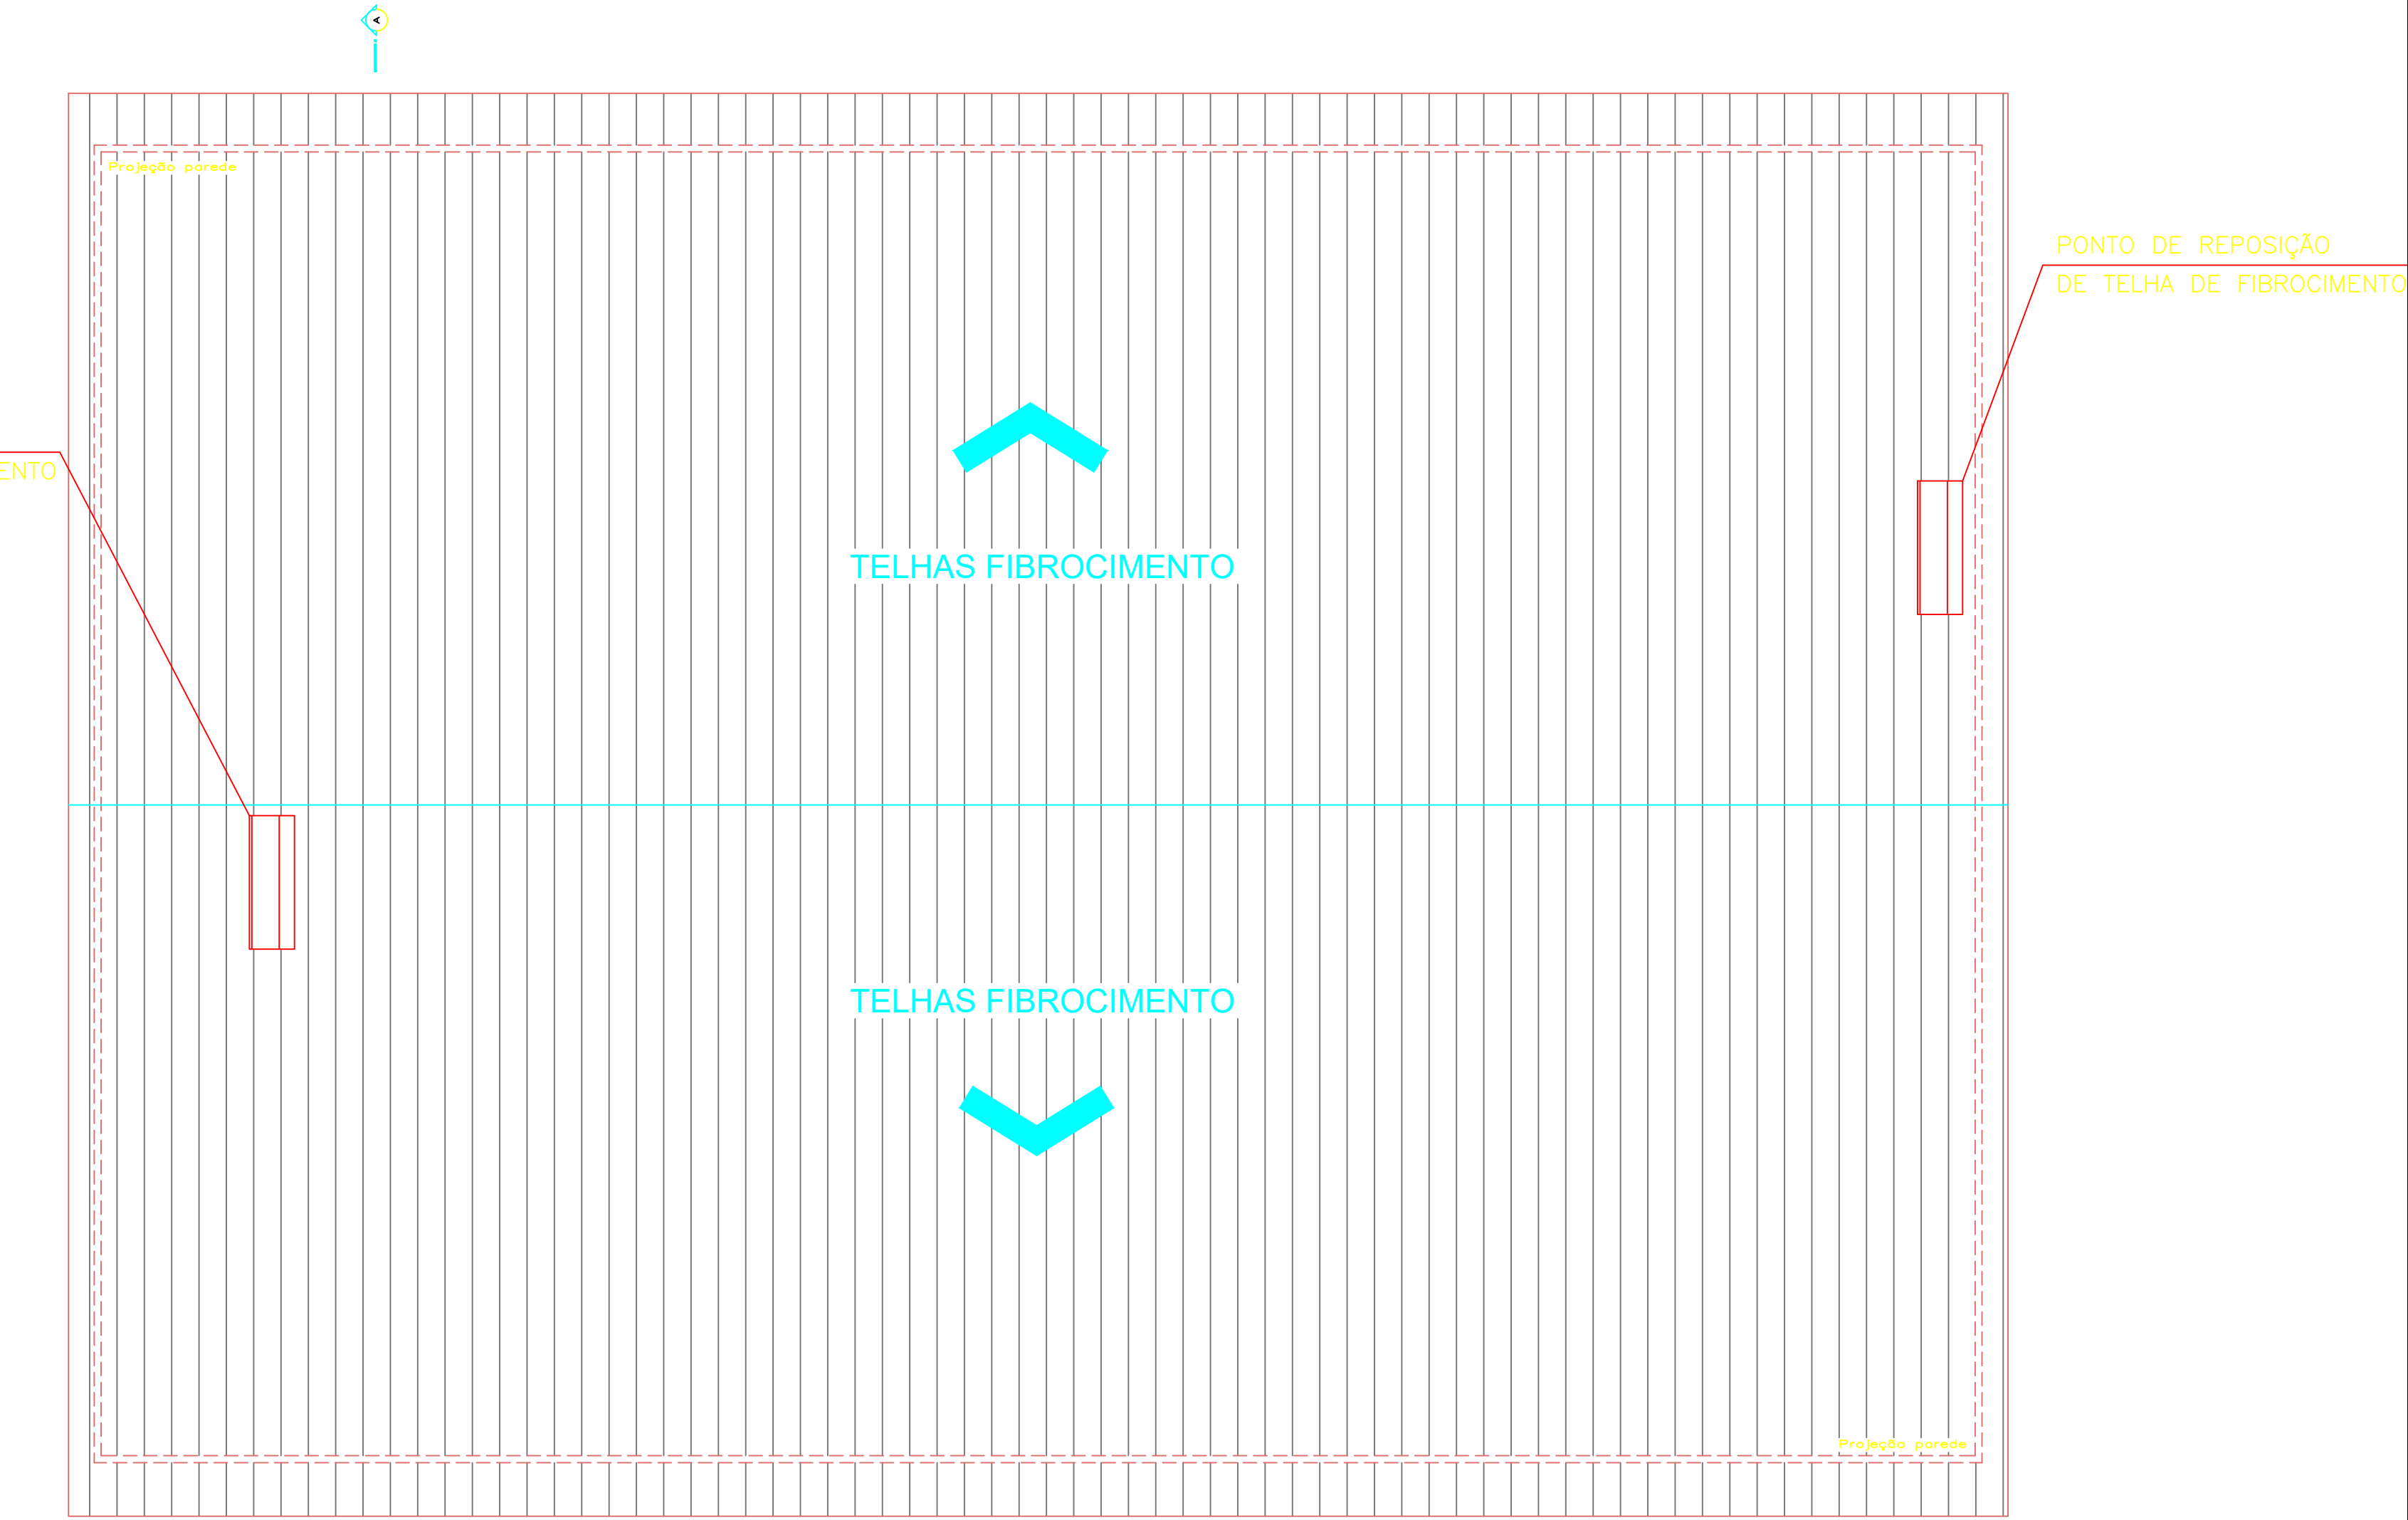 A
Projeção parede
PONTO DE REPOSIÇÃO
DE TELHA DE FIBROCIMENTO
ENTO
TELHAS FIBROCIMENTO
TELHAS FIBROCIMENTO
Projeção parede